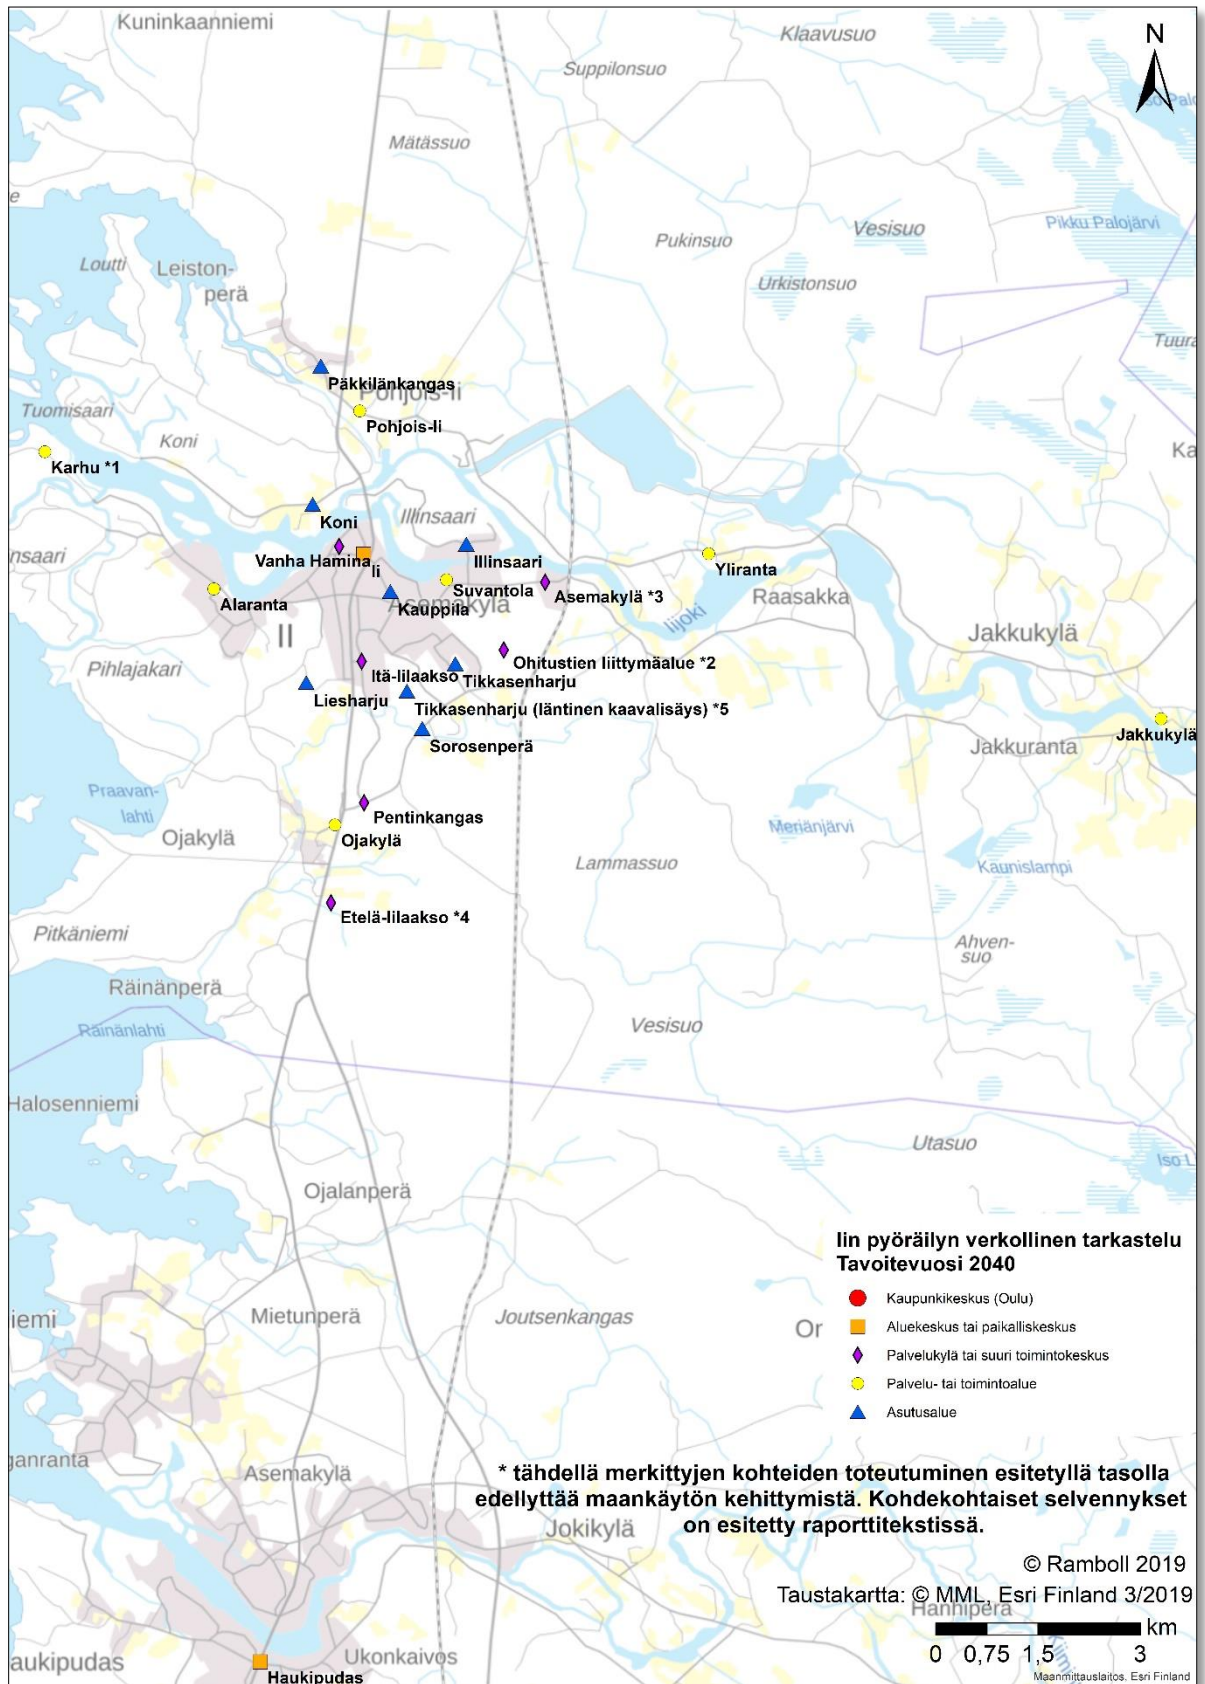 Kuninkaanniemi
Klaavusuo
N
Suppilonsuo
Mätässuo
Pikku Palojärvi
Vesisuo
Pukinsuo
Loutti
Leiston-
perä
Urkistonsuo
Päkkilänkangas
Pohjois-Ii
Tuomisaari
Pohjois-Ii
Koni
Karhu *1
Koni
Illinsaari
Vanha Hamina
Ii
Illinsaari
Yliranta
Alaranta
Suvantola
Asemakylä *3
Kauppila
Asemakylä
Raasakka
II
Iijoki
Jakkukylä
Pihlajakari
Ohitustien liittymäalue *2
Itä-Iilaakso
Tikkasenharju
Liesharju
Tikkasenharju (läntinen kaavalisäys) *5
Sorosenperä
Jakkukylä
Jakkuranta
Praavan-
lahti
Pentinkangas
Ojakylä
Ojakylä
Meriänjärvi
Lammassuo
Kaunislampi
Etelä-Iilaakso *4
Pitkäniemi
Ahven-
suo
Räinänperä
Räinänlahti
Vesisuo
Halosenniemi
Utasuo
Ojalanperä
Iin pyöräilyn verkollinen tarkastelu
Tavoitevuosi 2040
Kaupunkikeskus (Oulu)
Aluekeskus tai paikalliskeskus
Palvelukylä tai suuri toimintokeskus
Palvelu- tai toimintoalue
Asutusalue
Mietunperä
Joutsenkangas
Asemakylä
* tähdellä merkittyjen kohteiden toteutuminen esitetyllä tasolla
edellyttää maankäytön kehittymistä. Kohdekohtaiset selvennykset
on esitetty raporttitekstissä.
Jokikylä
© Ramboll 2019
Taustakartta: © MML, Esri Finland 3/2019
Hanhiperä
km
0 0,75 1,5 3
Ukonkaivos
aukipudas
Haukipudas
Maanmittauslaitos, Esri Finland